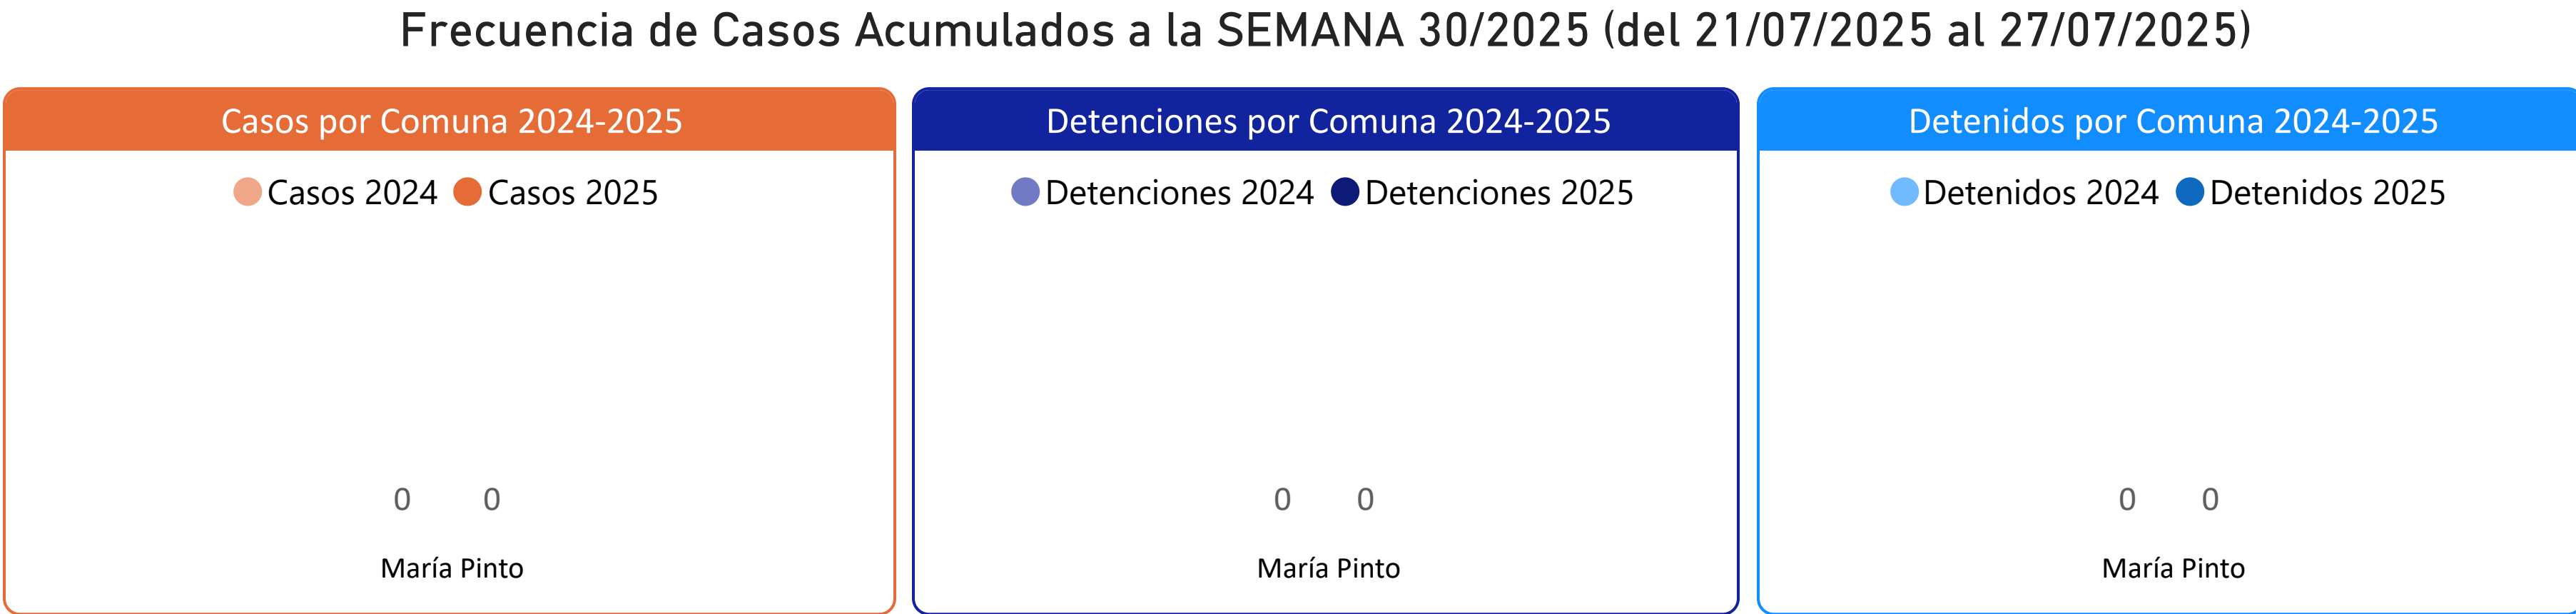 Frecuencia de Casos Acumulados a la SEMANA 30/2025 (del 21/07/2025 al 27/07/2025)
Casos por Comuna 2024-2025
Casos 2024 Casos 2025
0 0
María Pinto
Detenciones por Comuna 2024-2025
Detenciones 2024 Detenciones 2025
0 0
María Pinto
Detenidos por Comuna 2024-2025
Detenidos 2024 Detenidos 2025
0 0
María Pinto